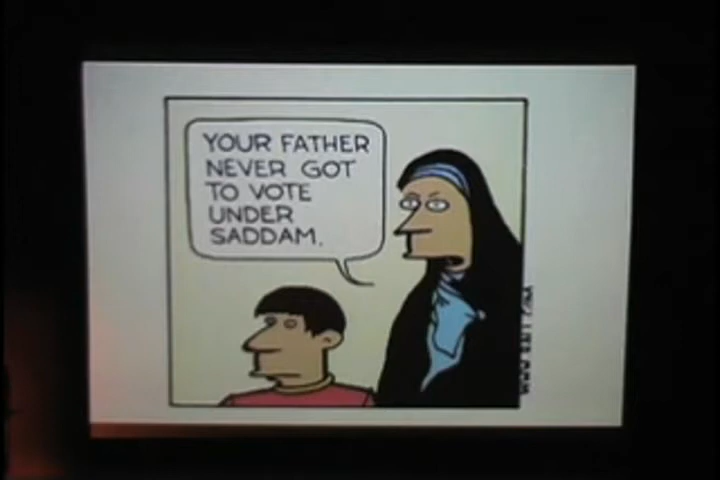 YOUR FATHER
NEVER GOT
TO VOTE
UNDER
SADDAM.